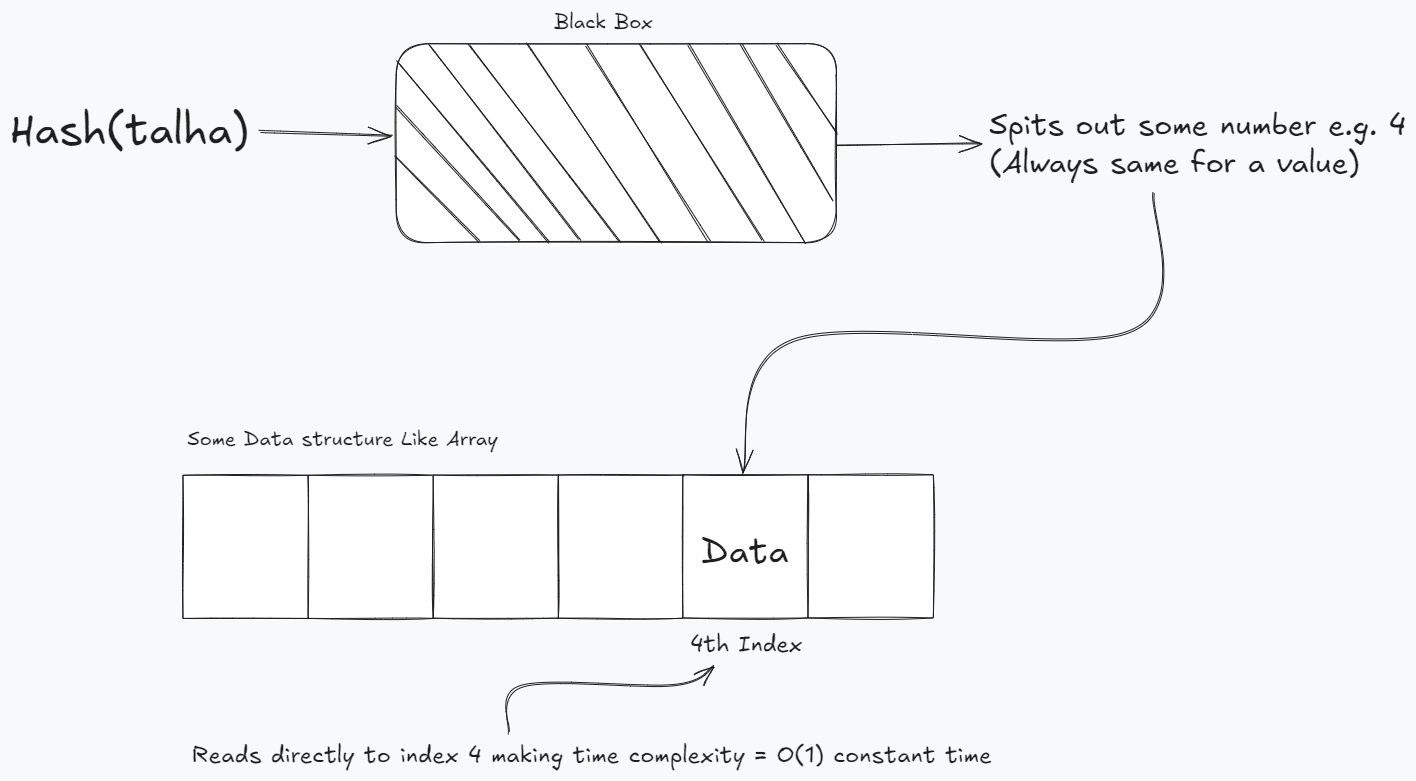 Black Box
Hash(talha)
Spits out some number e.g. 4
(Always same for a value)
Some Data structure Like Array
Data
4th Index
Reads directly to index 4 making time complexity = O(1) constant time